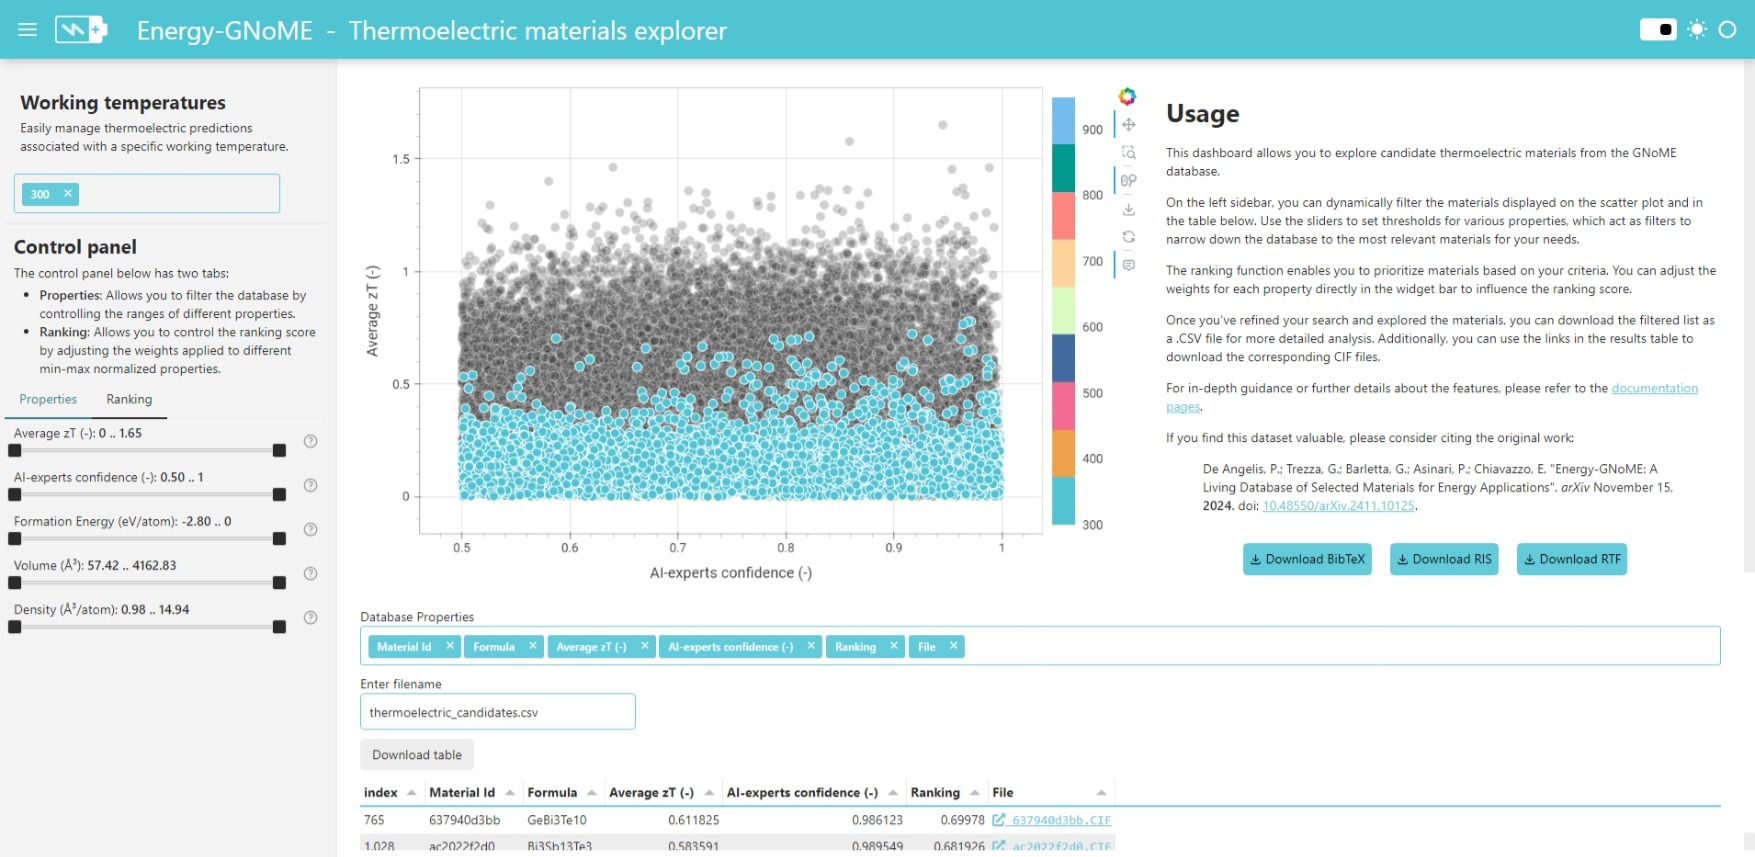 Energy-GNoME - Thermoelectric materials explorer
Working temperatures
Easily manage thermoelectric predictions
associated with a specific working temperature.
300 ×
Control panel
The control panel below has two tabs:
• Properties: Allows you to filter the database by
controlling the ranges of different properties.
• Ranking: Allows you to control the ranking score
by adjusting the weights applied to different
min-max normalized properties.
Properties Ranking
Average zT (-): 0 .. 1.65
AI-experts confidence (-): 0.50 .. 1
Formation Energy (eV/atom): -2.80 .. 0
Volume (Å³): 57.42 .. 4162.83
Density (Å³/atom): 0.98 .. 14.94
Average zT (-)
1.5
1
0.5
0
0.5 0.6 0.7 0.8 0.9 1
AI-experts confidence (-)
900
800
700
600
500
400
300
Usage
This dashboard allows you to explore candidate thermoelectric materials from the GNoME
database.
On the left sidebar, you can dynamically filter the materials displayed on the scatter plot and in
the table below. Use the sliders to set thresholds for various properties, which act as filters to
narrow down the database to the most relevant materials for your needs.
The ranking function enables you to prioritize materials based on your criteria. You can adjust the
weights for each property directly in the widget bar to influence the ranking score.
Once you've refined your search and explored the materials, you can download the filtered list as
a .CSV file for more detailed analysis. Additionally, you can use the links in the results table to
download the corresponding CIF files.
For in-depth guidance or further details about the features, please refer to the documentation
pages.
If you find this dataset valuable, please consider citing the original work:
De Angelis, P.; Trezza, G.; Barletta, G.; Asinari, P.; Chiavazzo, E. "Energy-GNoME: A
Living Database of Selected Materials for Energy Applications". arXiv November 15,
2024. doi: 10.48550/arXiv.2411.10125.
Download BibTeX Download RIS Download RTF
Database Properties
Material Id × Formula × Average zT (-) × AI-experts confidence (-) × Ranking × File ×
Enter filename
thermoelectric_candidates.csv
Download table
index Material Id Formula Average zT (-) AI-experts confidence (-) Ranking File
765 637940d3bb GeBi3Te10 0.611825 0.986123 0.69978 637940d3bb.CIF
1,028 ac2022f2d0 Bi3Sb13Te3 0.583591 0.989549 0.681926 ac2022f2d0.CIF